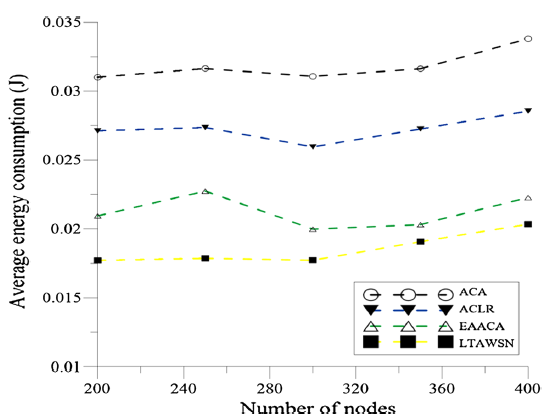 Average energy consumption (J)
0.035
0.03
0.025
0.02
0.015
0.01
200
240
280
320
360
400
Number of nodes
ACA
ACLR
EAACA
LTAWSN